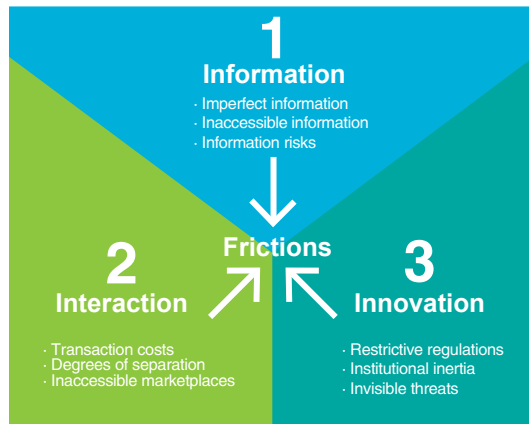 1
Information
· Imperfect information
· Inaccessible information
· Information risks
Frictions
2
Interaction
· Transaction costs
· Degrees of separation
· Inaccessible marketplaces
3
Innovation
· Restrictive regulations
· Institutional inertia
· Invisible threats